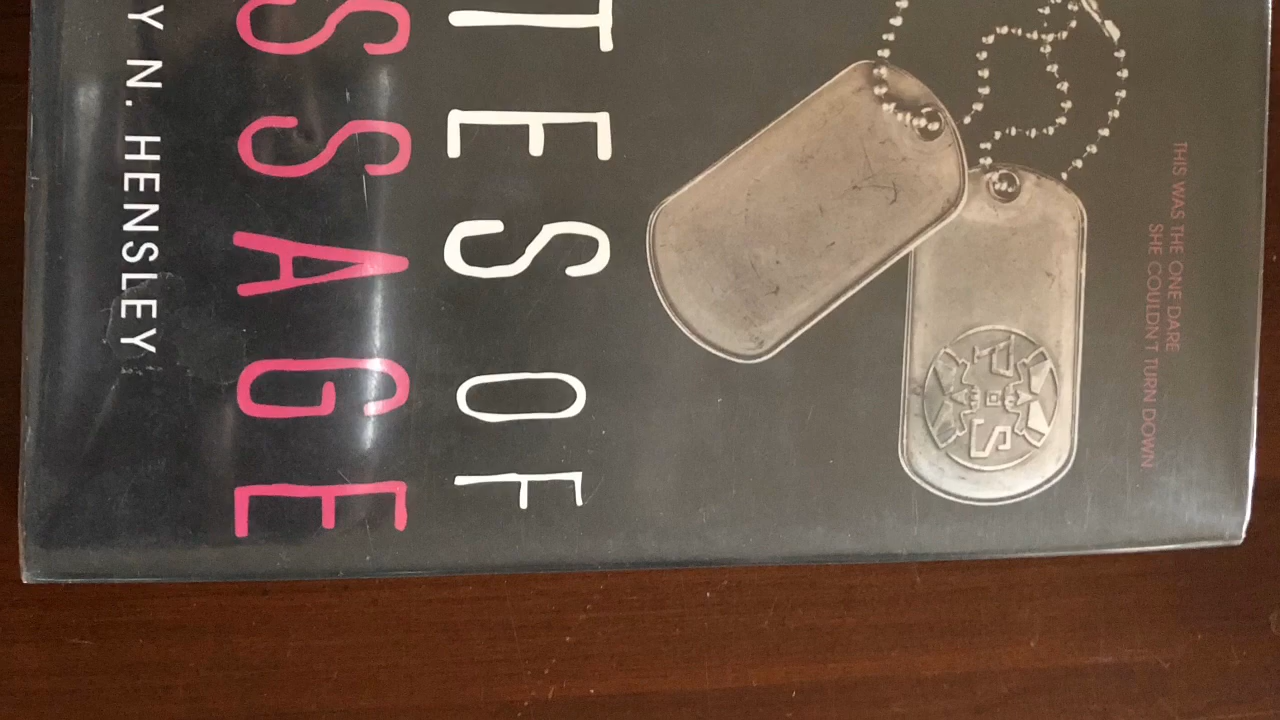 THIS WAS THE ONE DARE
SHE COULDN'T TURN DOWN
TES OF
SSAGE
Y N. HENSLEY